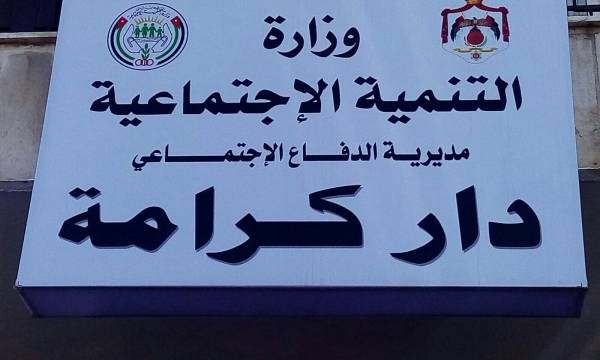 وزارة
التنمية الإجتماعية
مديرية الدفاع الإجتماعي
دار كرامة